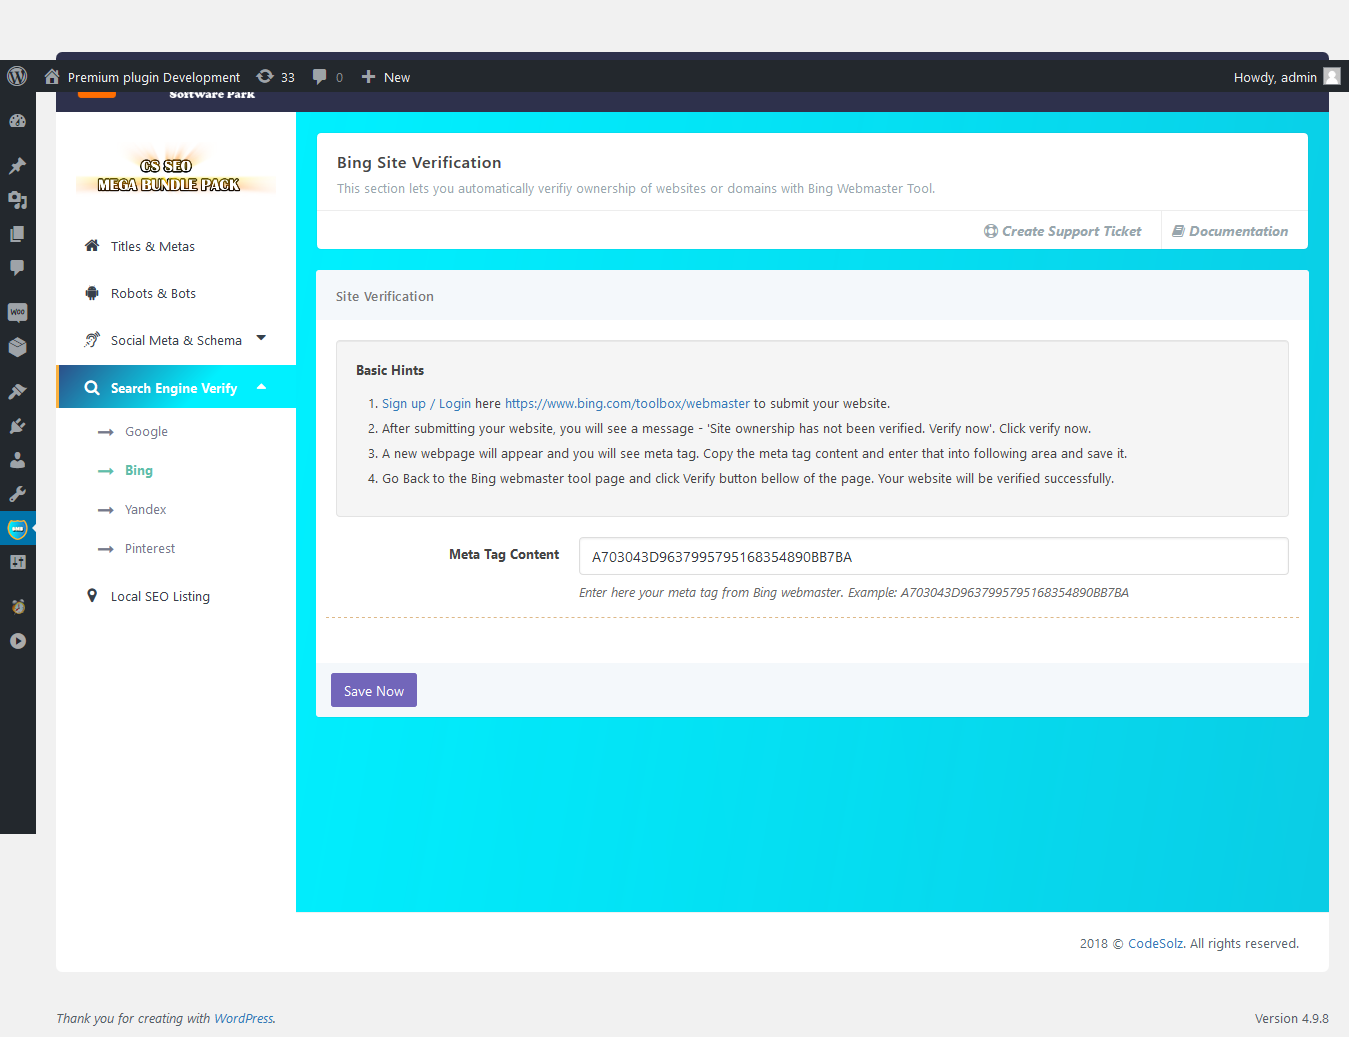 Premium plugin Development 33 0 New Howdy, admin
Software Park
CS SEO
MEGA BUNDLE PACK
Titles & Metas
Robots & Bots
Social Meta & Schema
Search Engine Verify
Google
Bing
Yandex
Pinterest
Local SEO Listing
Bing Site Verification
This section lets you automatically verifiy ownership of websites or domains with Bing Webmaster Tool.
Create Support Ticket Documentation
Site Verification
Basic Hints
1. Sign up / Login here https://www.bing.com/toolbox/webmaster to submit your website.
2. After submitting your website, you will see a message - 'Site ownership has not been verified. Verify now'. Click verify now.
3. A new webpage will appear and you will see meta tag. Copy the meta tag content and enter that into following area and save it.
4. Go Back to the Bing webmaster tool page and click Verify button bellow of the page. Your website will be verified successfully.
Meta Tag Content A703043D9637995795168354890BB7BA
Enter here your meta tag from Bing webmaster. Example: A703043D9637995795168354890BB7BA
Save Now
2018 © CodeSolz. All rights reserved.
Thank you for creating with WordPress. Version 4.9.8